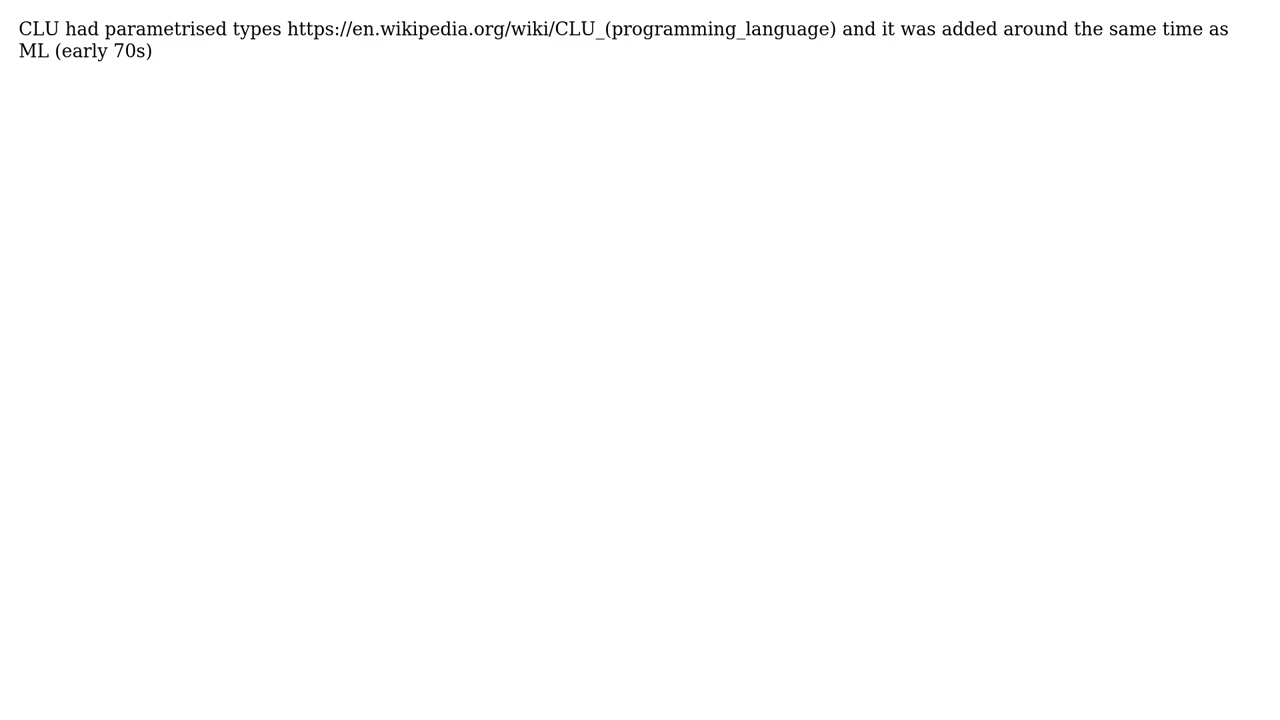 CLU had parametrised types https://en.wikipedia.org/wiki/CLU_(programming_language) and it was added around the same time as
ML (early 70s)